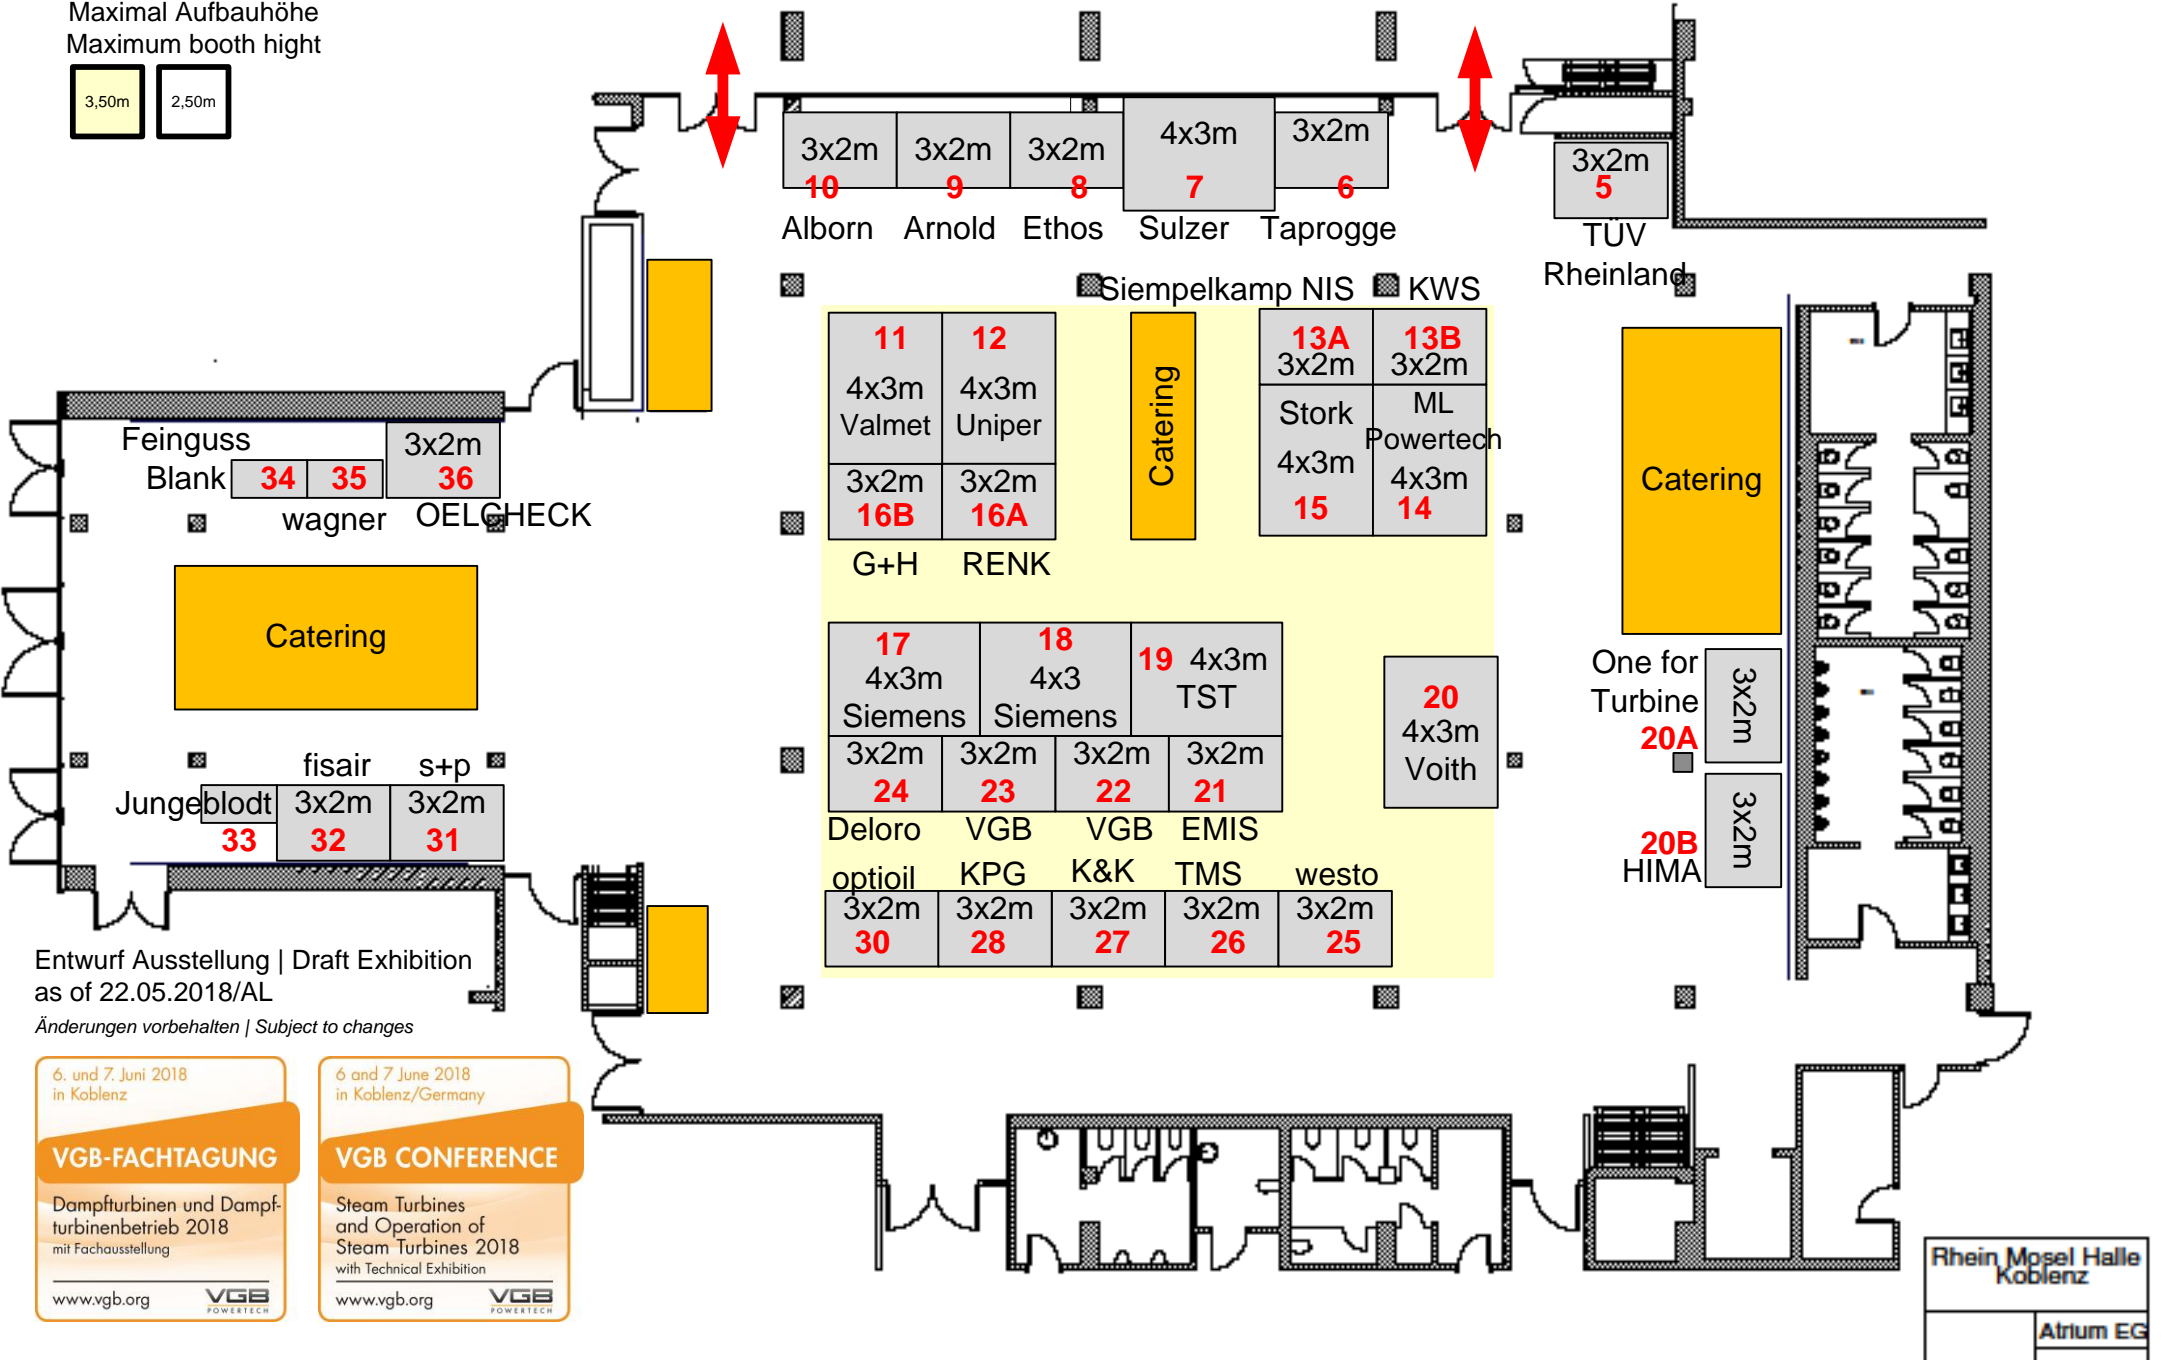 Maximal Aufbauhöhe
Maximum booth hight
3,50m
2,50m
3x2m
10
Alborn
3x2m
9
Arnold
3x2m
8
Ethos
4x3m
7
Sulzer
3x2m
6
Taprogge
3x2m
5
TÜV
Rheinland
Siempelkamp NIS
KWS
11
4x3m
Valmet
12
4x3m
Uniper
3x2m
16B
G+H
3x2m
16A
RENK
Catering
13A
3x2m
13B
3x2m
Stork
4x3m
15
ML
Powertech
4x3m
14
Catering
Feinguss
Blank
34
35
wagner
3x2m
36
OELCHECK
Catering
17
4x3m
Siemens
18
4x3
Siemens
19 4x3m
TST
20
4x3m
Voith
One for
Turbine
20A
3x2m
20B
HIMA
3x2m
3x2m
24
Deloro
3x2m
23
VGB
3x2m
22
VGB
3x2m
21
EMIS
fisair
s+p
Jungeblodt
33
3x2m
32
3x2m
31
optioil
3x2m
30
KPG
3x2m
28
K&K
3x2m
27
TMS
3x2m
26
westo
3x2m
25
Entwurf Ausstellung | Draft Exhibition
as of 22.05.2018/AL
Änderungen vorbehalten | Subject to changes
6. und 7. Juni 2018
in Koblenz
VGB-FACHTAGUNG
Dampfturbinen und Dampf-
turbinenbetrieb 2018
mit Fachausstellung
www.vgb.org
VGB
POWERTECH
6 and 7 June 2018
in Koblenz/Germany
VGB CONFERENCE
Steam Turbines
and Operation of
Steam Turbines 2018
with Technical Exhibition
www.vgb.org
VGB
POWERTECH
Rhein Mosel Halle
Koblenz
Atrium EG